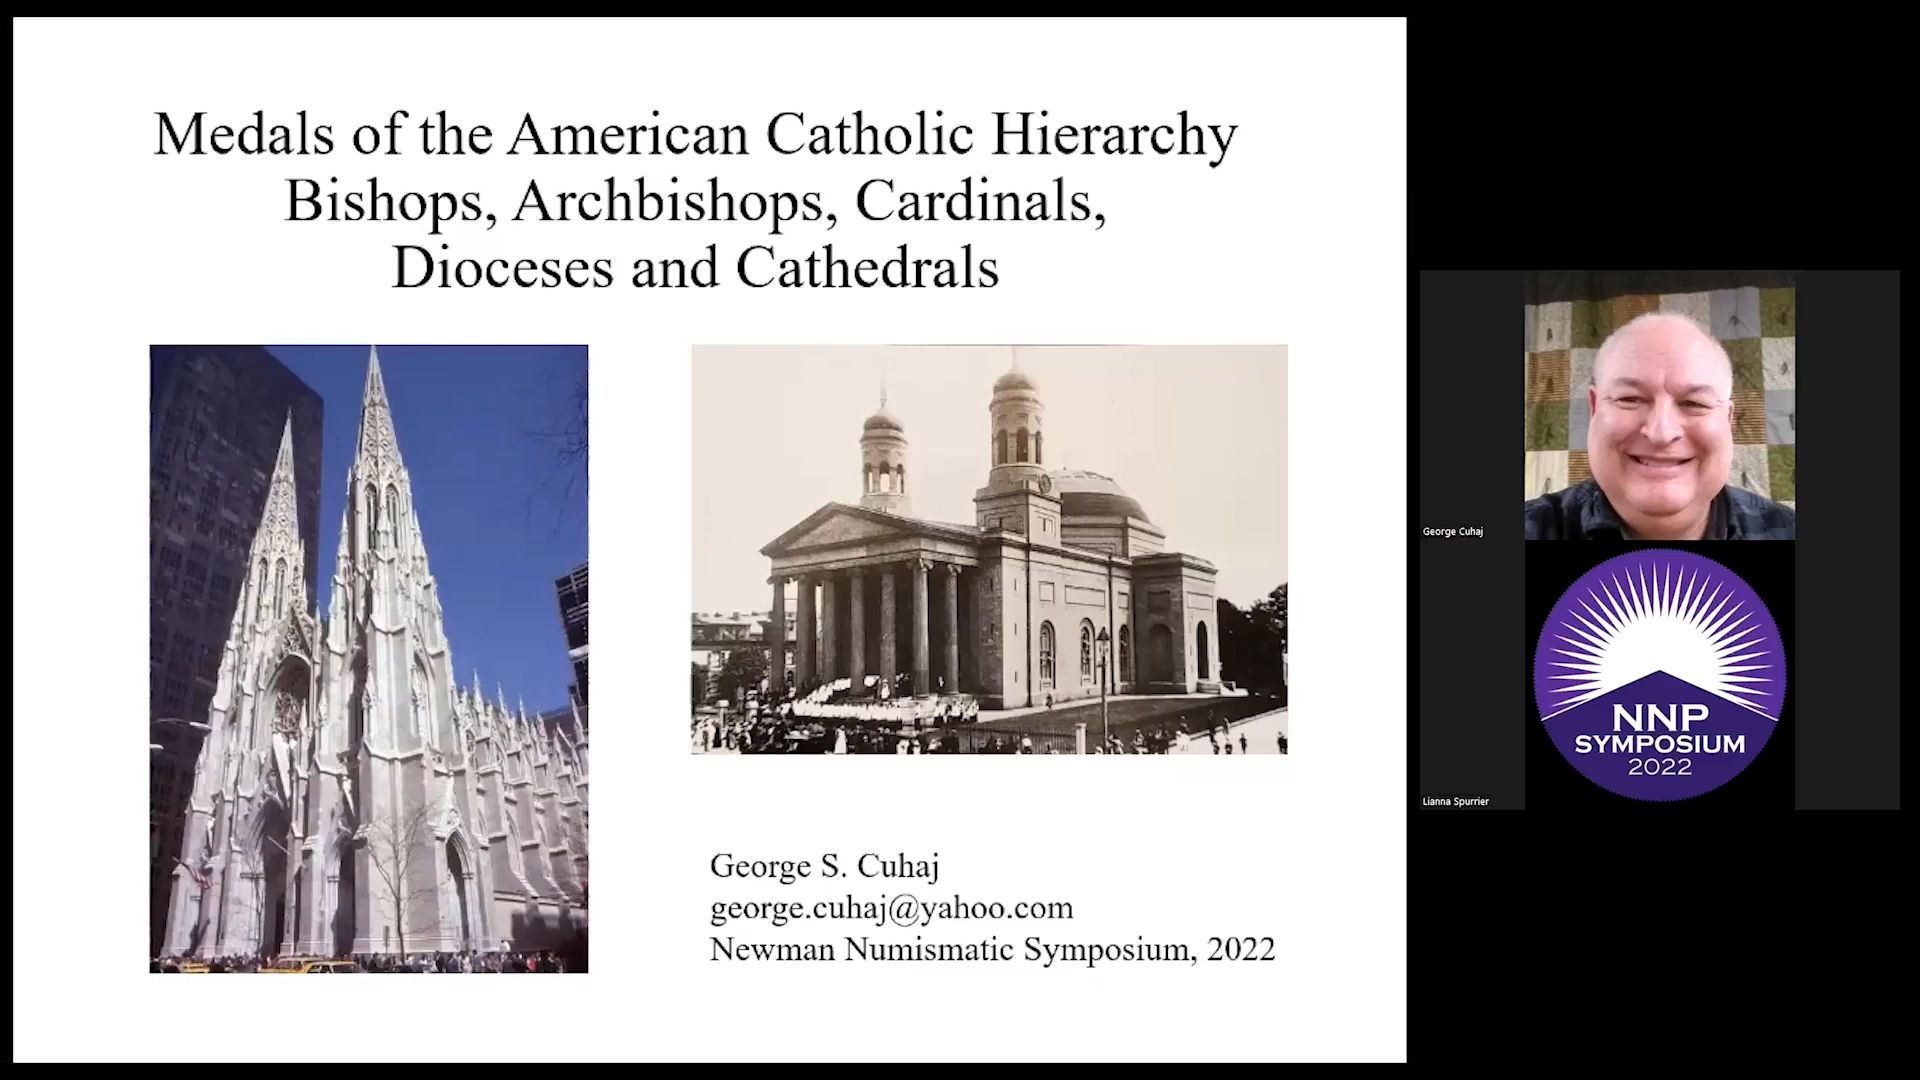 Medals of the American Catholic Hierarchy
Bishops, Archbishops, Cardinals,
Dioceses and Cathedrals
George S. Cuhaj
george.cuhaj@yahoo.com
Newman Numismatic Symposium, 2022
George Cuhaj
NNP
SYMPOSIUM
2022
Lianna Spurrier